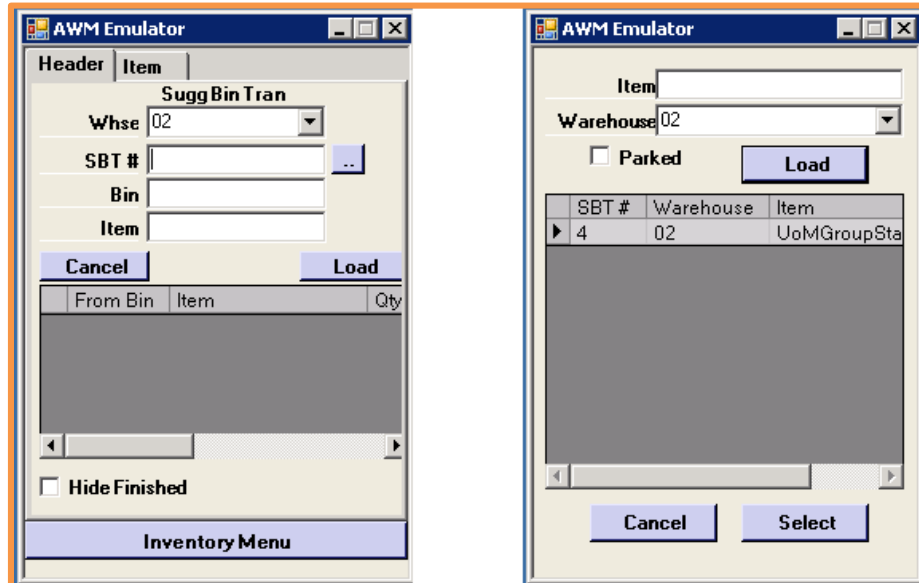 AWM Emulator
Header Item
Sugg Bin Tran
Whse 02
SBT # ..
Bin
Item
Cancel Load
From Bin Item Qty
Hide Finished
Inventory Menu
AWM Emulator
Item
Warehouse 02
Parked Load
SBT # Warehouse Item
4 02 UoMGroupSta
Cancel Select